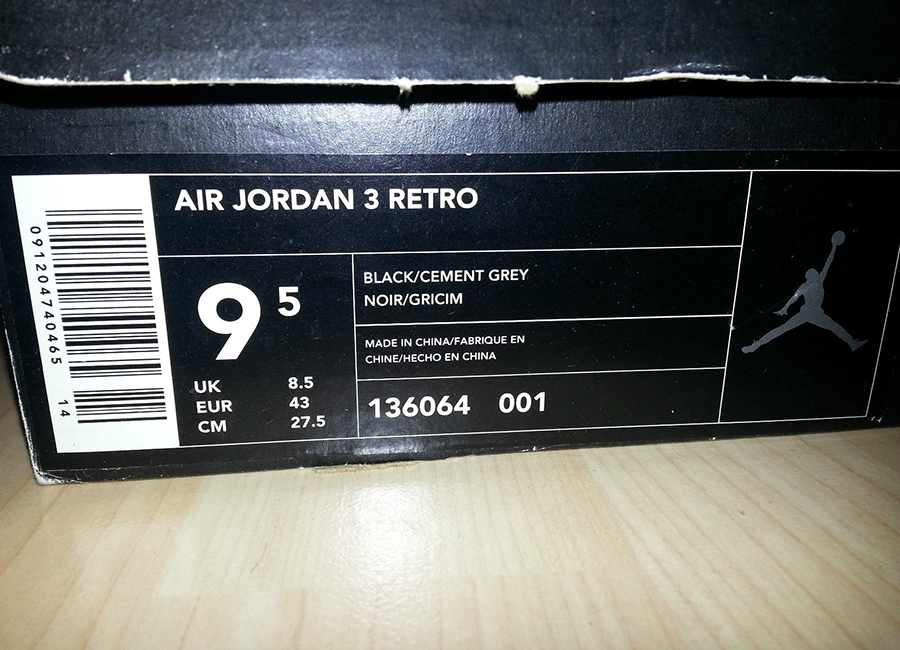 AIR JORDAN 3 RETRO
091204740465
14
9 5
UK 8.5
EUR 43
CM 27.5
BLACK/CEMENT GREY
NOIR/GRICIM
MADE IN CHINA/FABRIQUE EN
CHINE/HECHO EN CHINA
136064 001